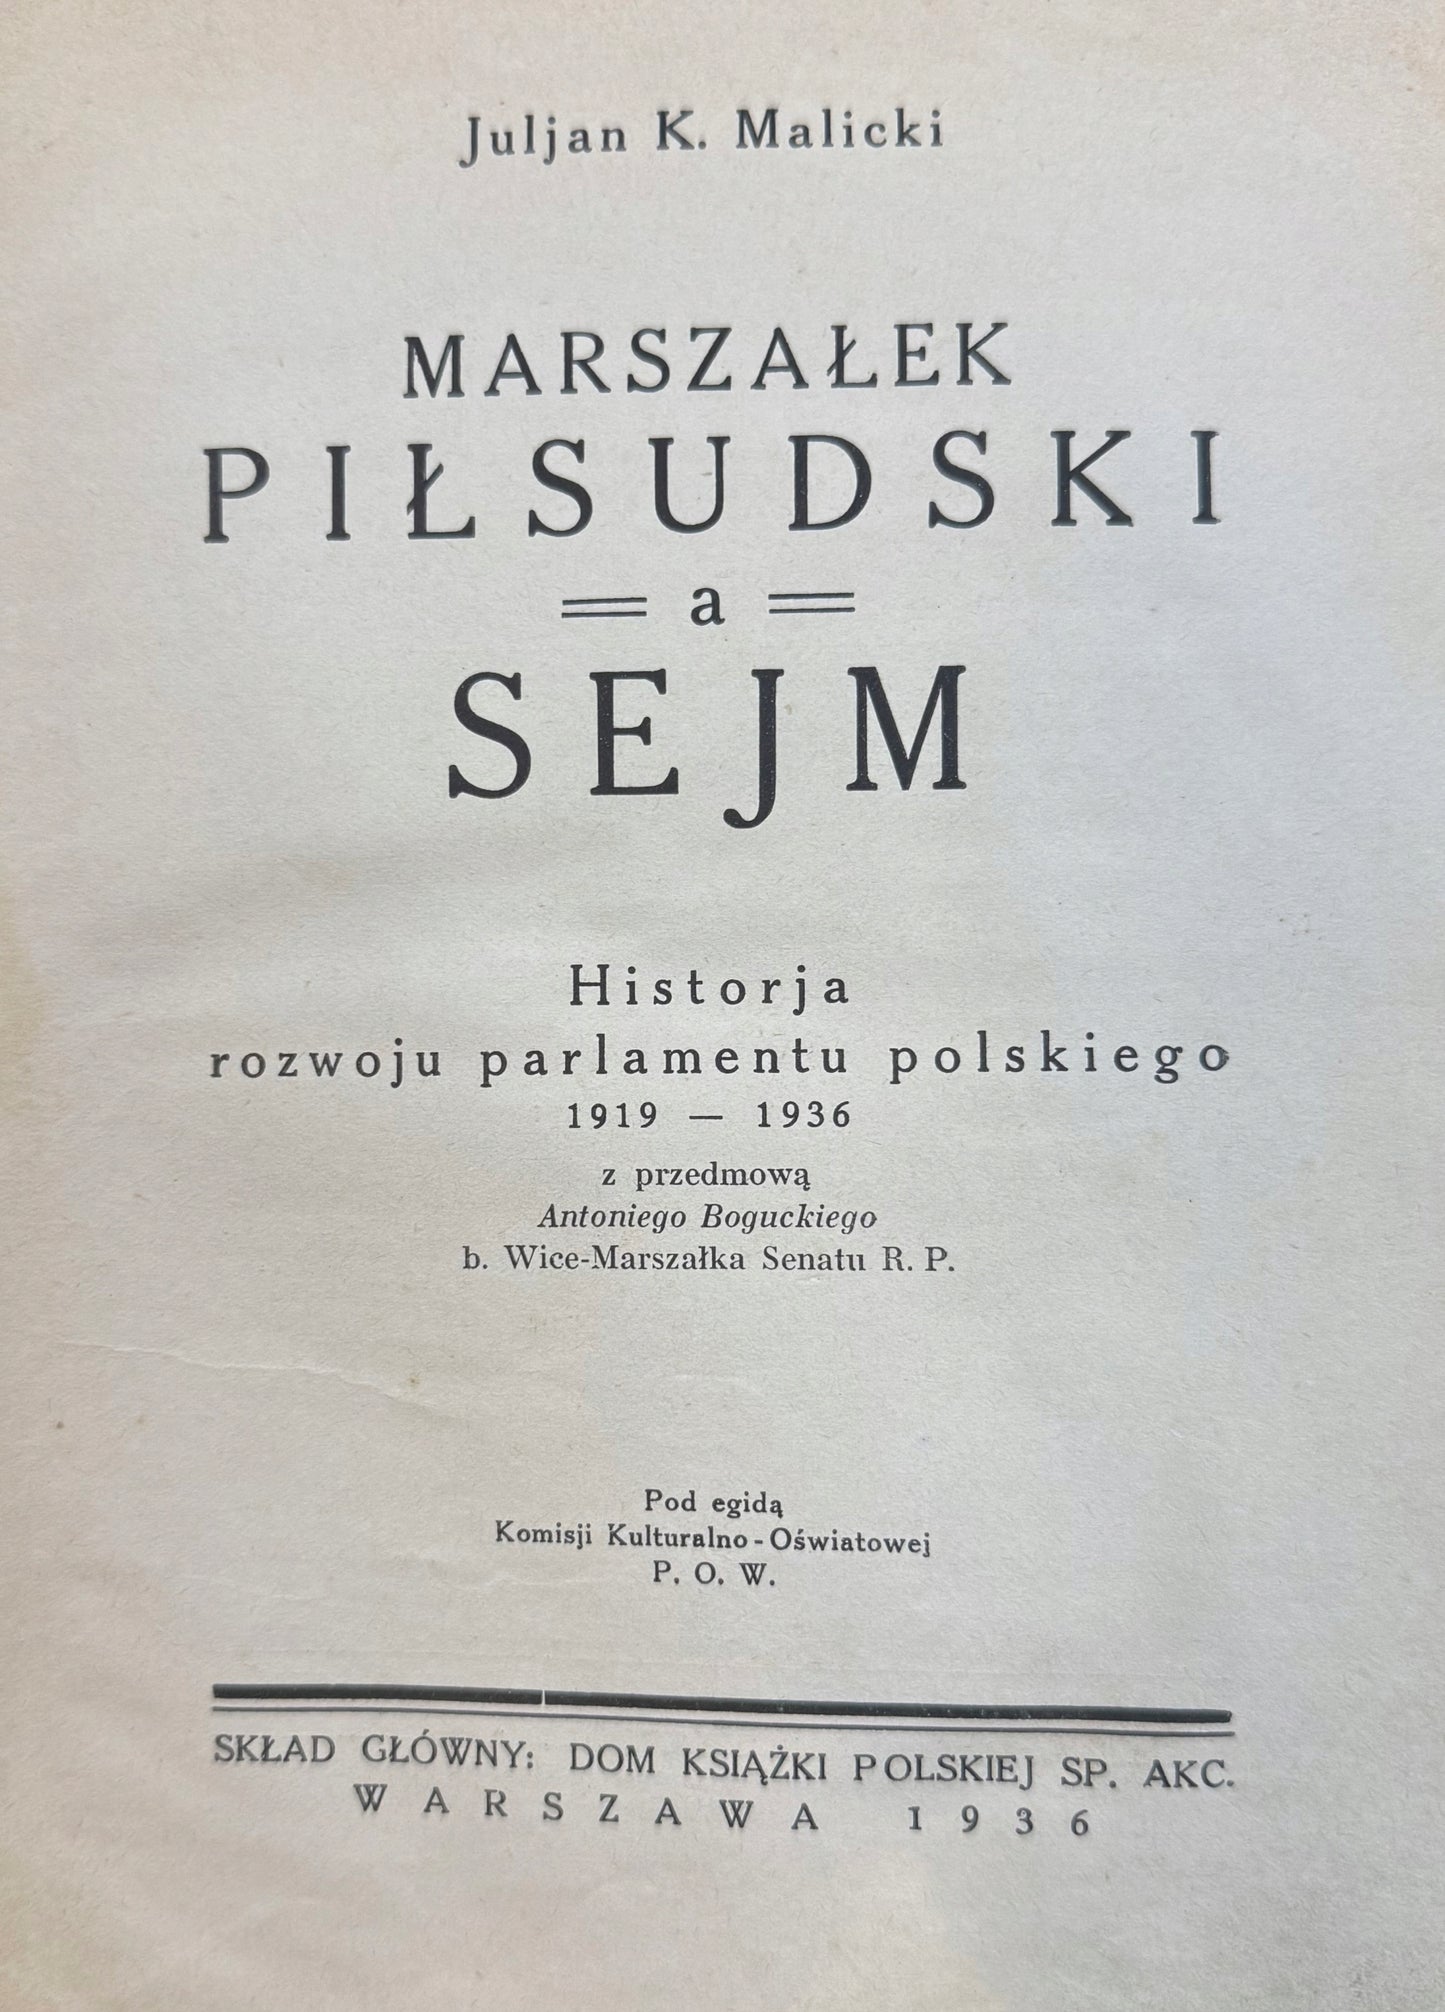 Juljan K. Malicki
MARSZAŁEK
PIŁSUDSKI
a
SEJM
Historja
rozwoju parlamentu polskiego
1919 — 1936
z przedmową
Antoniego Boguckiego
b. Wice-Marszałka Senatu R. P.
Pod egidą
Komisji Kulturalno-Oświatowej
P. O. W.
SKŁAD GŁÓWNY: DOM KSIĄŻKI POLSKIEJ SP. AKC.
WARSZAWA 1936